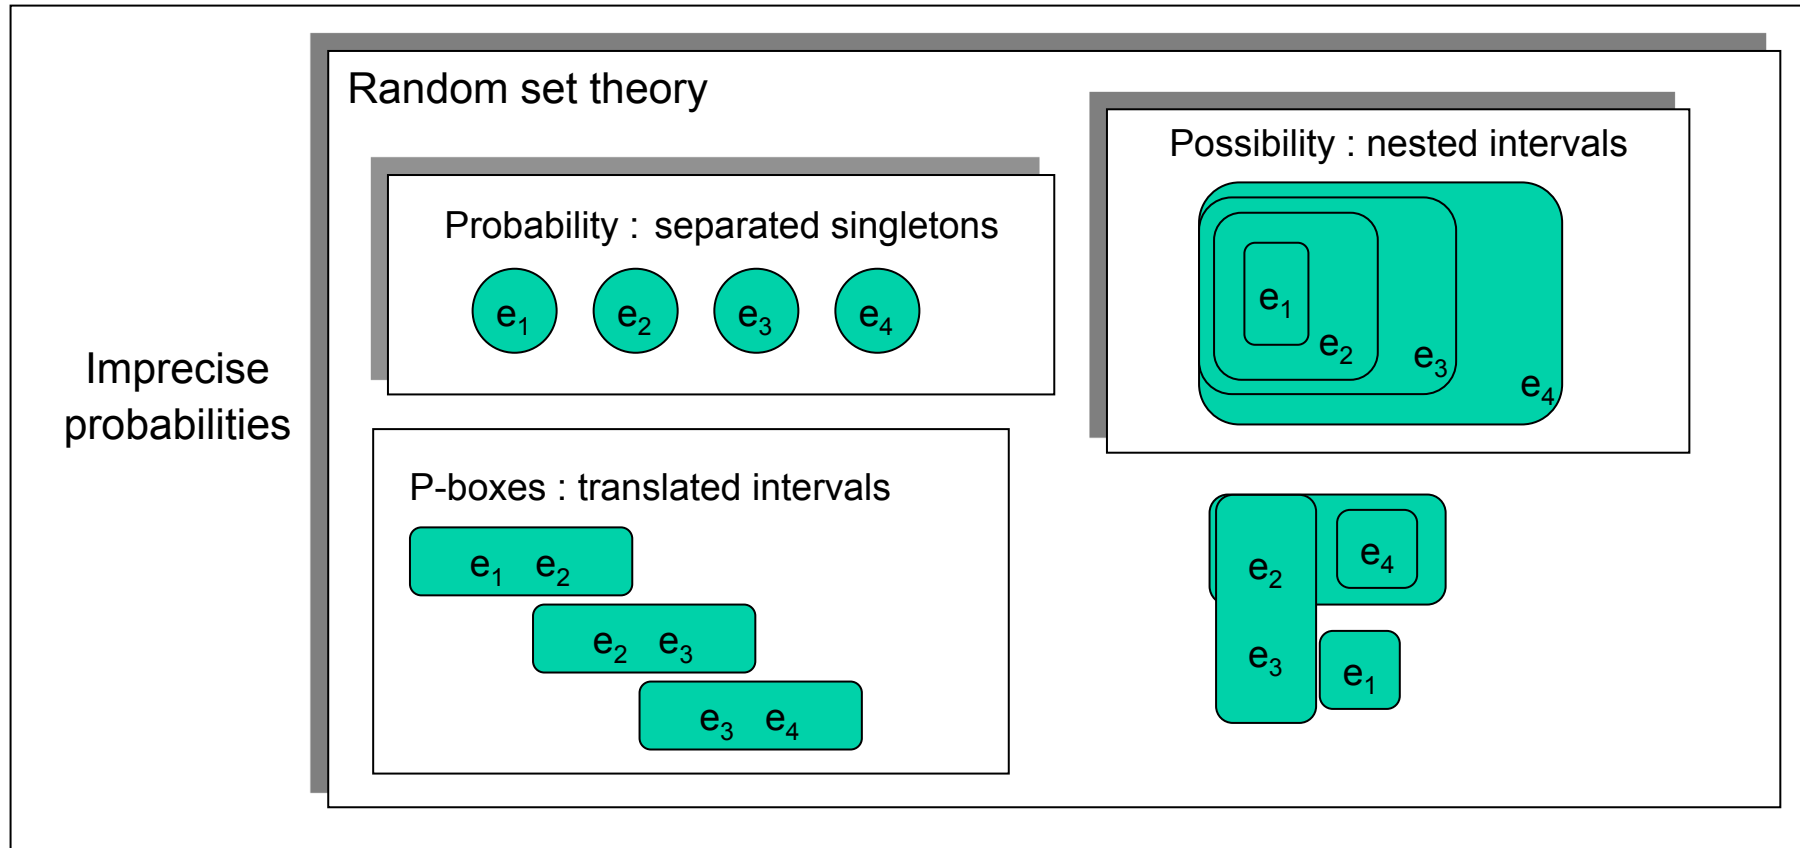 Imprecise
probabilities
Random set theory
Probability : separated singletons
e₁ e₂ e₃ e₄
Possibility : nested intervals
e₁
e₂
e₃
e₄
P-boxes : translated intervals
e₁ e₂
e₂ e₃
e₃ e₄
e₂ e₄
e₃ e₁